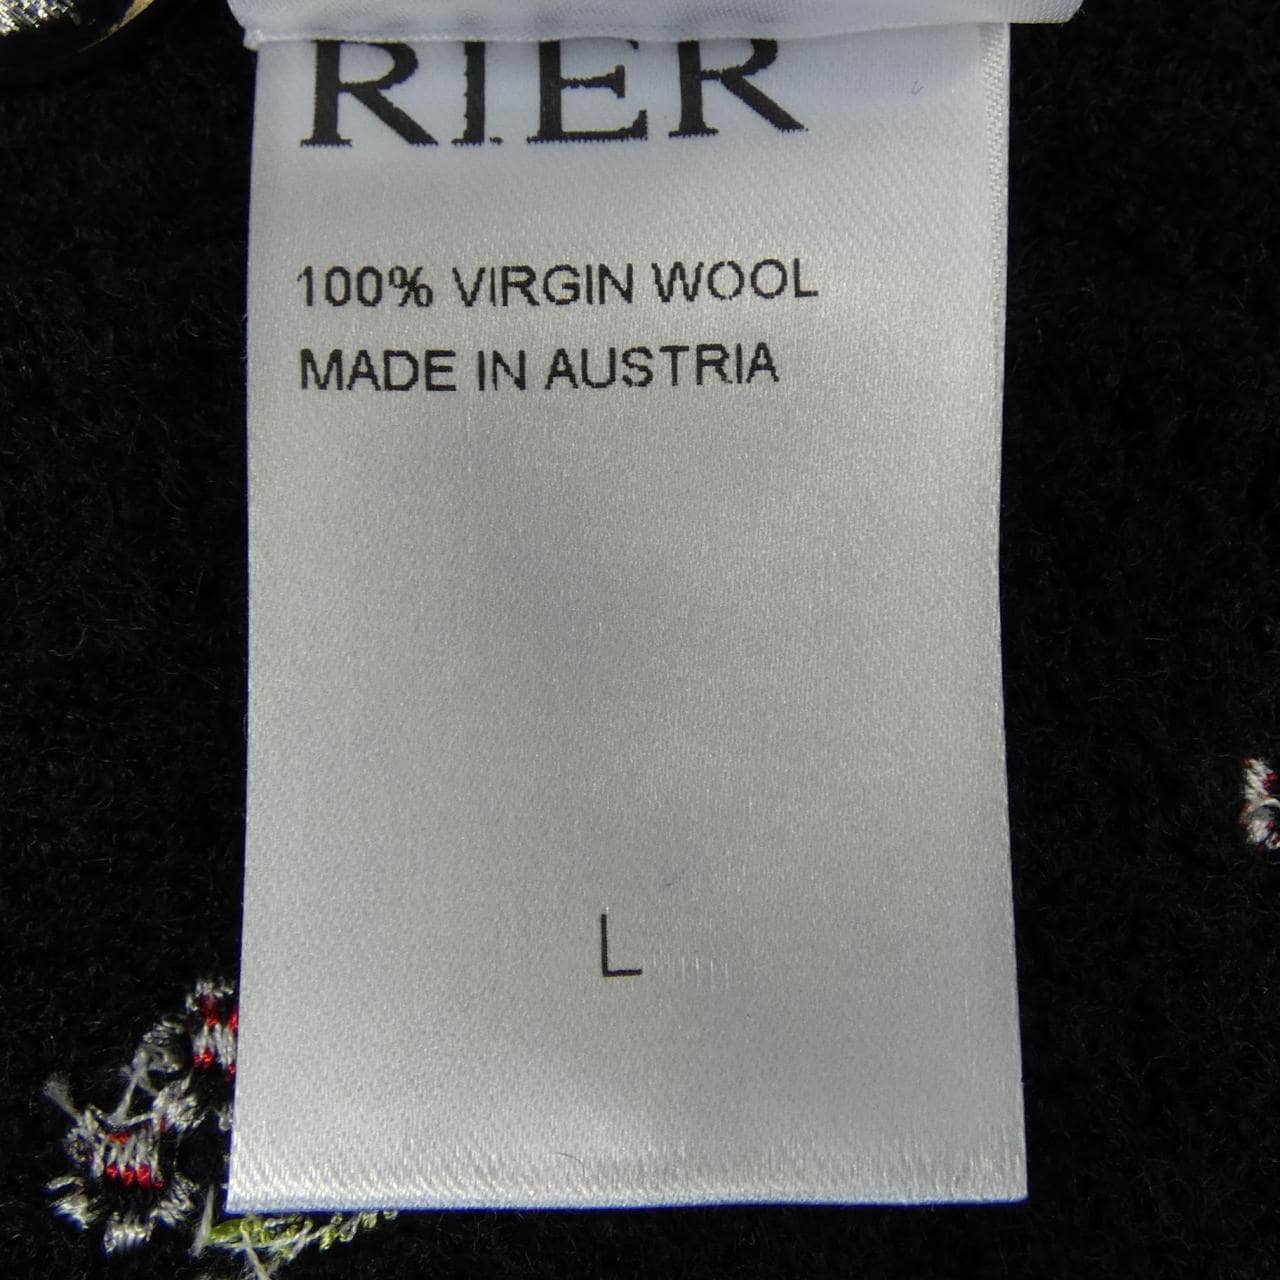 RIER
100% VIRGIN WOOL
MADE IN AUSTRIA
L